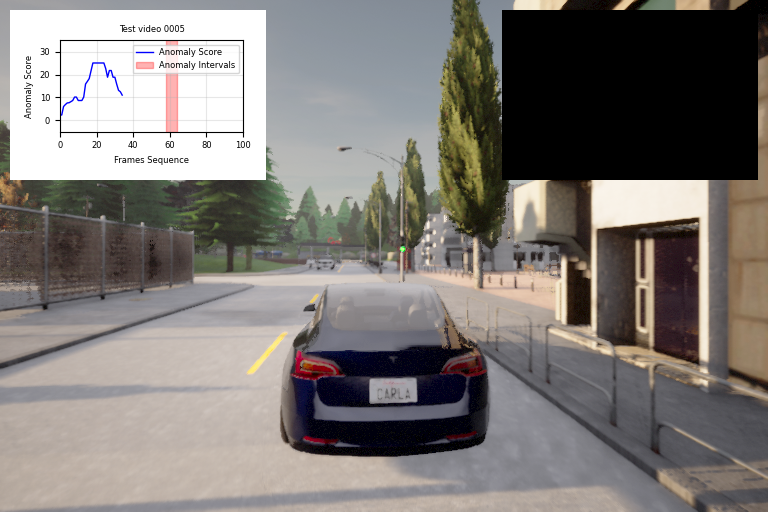 Test video 0005
Anomaly Score
Anomaly Score
Anomaly Intervals
30
20
10
0
0 20 40 60 80 100
Frames Sequence
CARLA